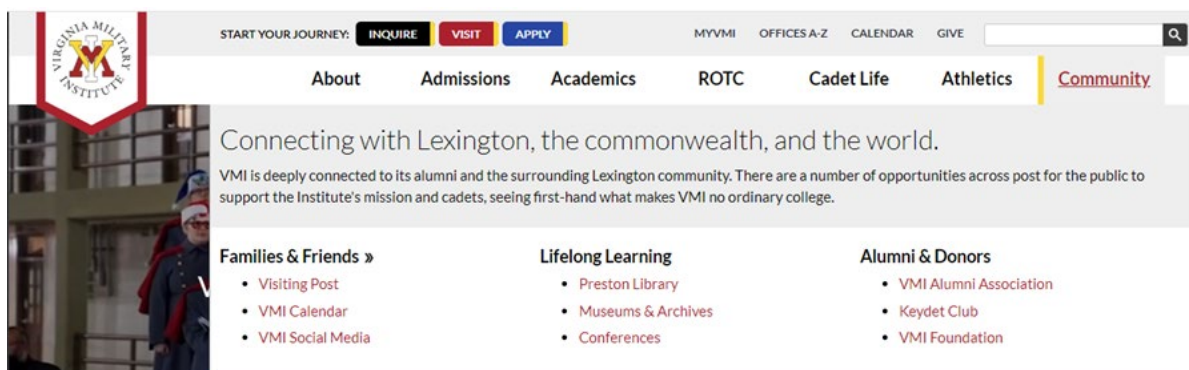 VIRGINIA MILITARY INSTITUTE
START YOUR JOURNEY: INQUIRE VISIT APPLY MYVMI OFFICES A-Z CALENDAR GIVE
About Admissions Academics ROTC Cadet Life Athletics Community
Connecting with Lexington, the commonwealth, and the world.
VMI is deeply connected to its alumni and the surrounding Lexington community. There are a number of opportunities across post for the public to
support the Institute's mission and cadets, seeing first-hand what makes VMI no ordinary college.
Families & Friends » Lifelong Learning Alumni & Donors
• Visiting Post • Preston Library • VMI Alumni Association
• VMI Calendar • Museums & Archives • Keydet Club
• VMI Social Media • Conferences • VMI Foundation